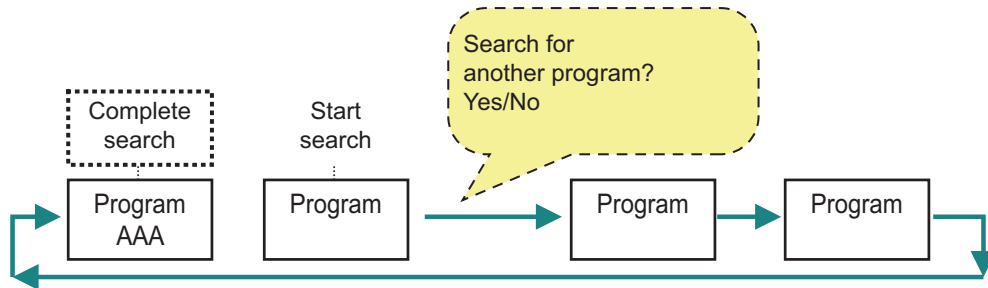 Search for
another program?
Yes/No
Complete
search
Start
search
Program
AAA
Program
Program
Program